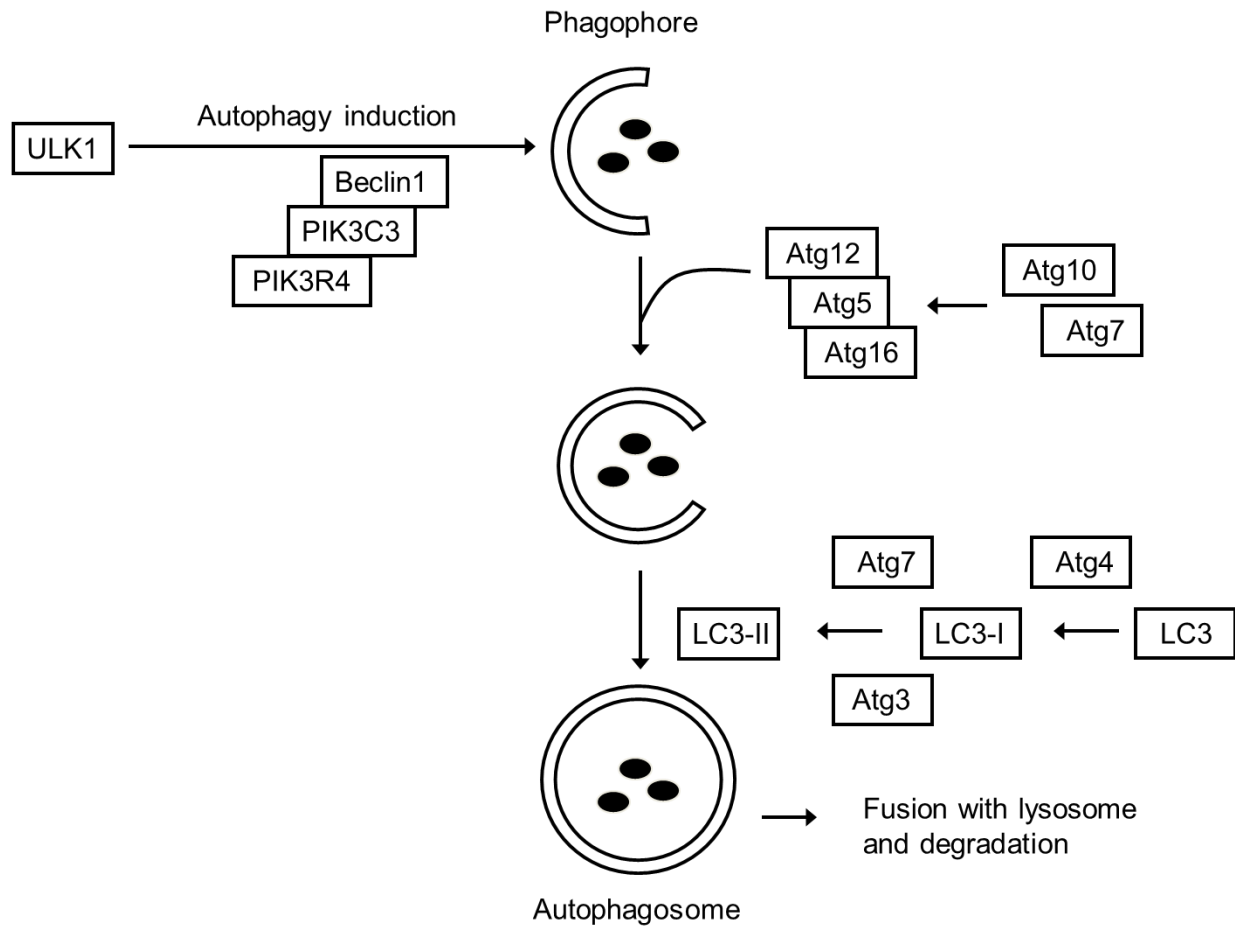 Phagophore
Autophagy induction
ULK1
Beclin1
PIK3C3
PIK3R4
Atg12
Atg5
Atg16
Atg10
Atg7
Atg7
Atg4
LC3-II
LC3-I
LC3
Atg3
Fusion with lysosome
and degradation
Autophagosome